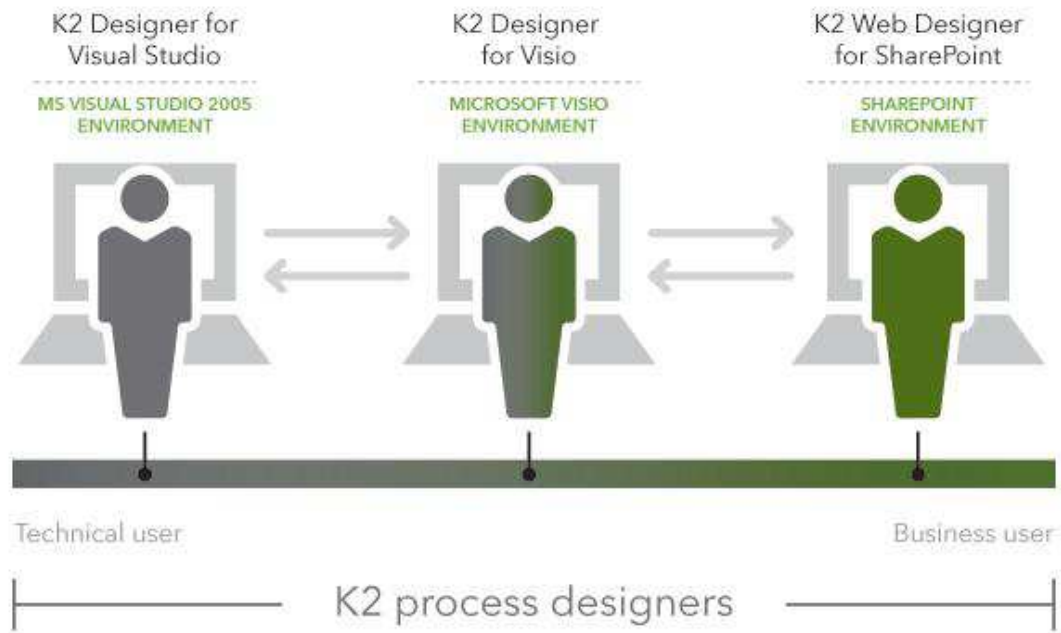 K2 Designer for
Visual Studio
MS VISUAL STUDIO 2005
ENVIRONMENT
K2 Designer
for Visio
MICROSOFT VISIO
ENVIRONMENT
K2 Web Designer
for SharePoint
SHAREPOINT
ENVIRONMENT
Technical user
Business user
K2 process designers